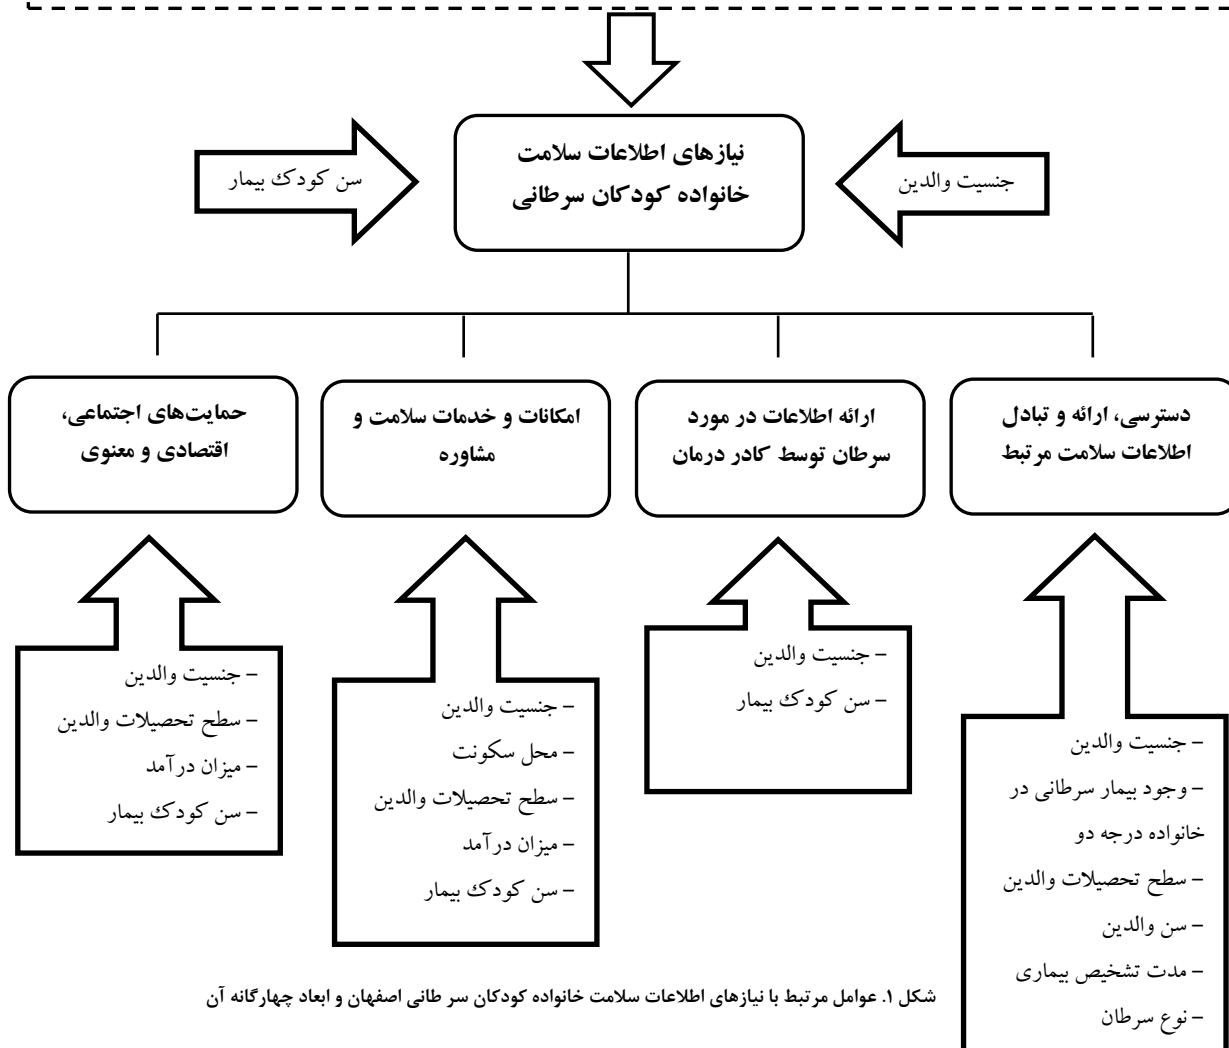 نیازهای اطلاعات سلامت
خانواده کودکان سرطانی
جنسیت والدین
سن کودک بیمار
دسترسی، ارائه و تبادل
اطلاعات سلامت مرتبط
ارائه اطلاعات در مورد
سرطان توسط کادر درمان
امکانات و خدمات سلامت و
مشاوره
حمایت‌های اجتماعی،
اقتصادی و معنوی
– جنسیت والدین
– وجود بیمار سرطانی در
خانواده درجه دو
– سطح تحصیلات والدین
– سن والدین
– مدت تشخیص بیماری
– نوع سرطان
– جنسیت والدین
– سن کودک بیمار
– جنسیت والدین
– محل سکونت
– سطح تحصیلات والدین
– میزان درآمد
– سن کودک بیمار
– جنسیت والدین
– سطح تحصیلات والدین
– میزان درآمد
– سن کودک بیمار
شکل ۱. عوامل مرتبط با نیازهای اطلاعات سلامت خانواده کودکان سر طانی اصفهان و ابعاد چهارگانه آن